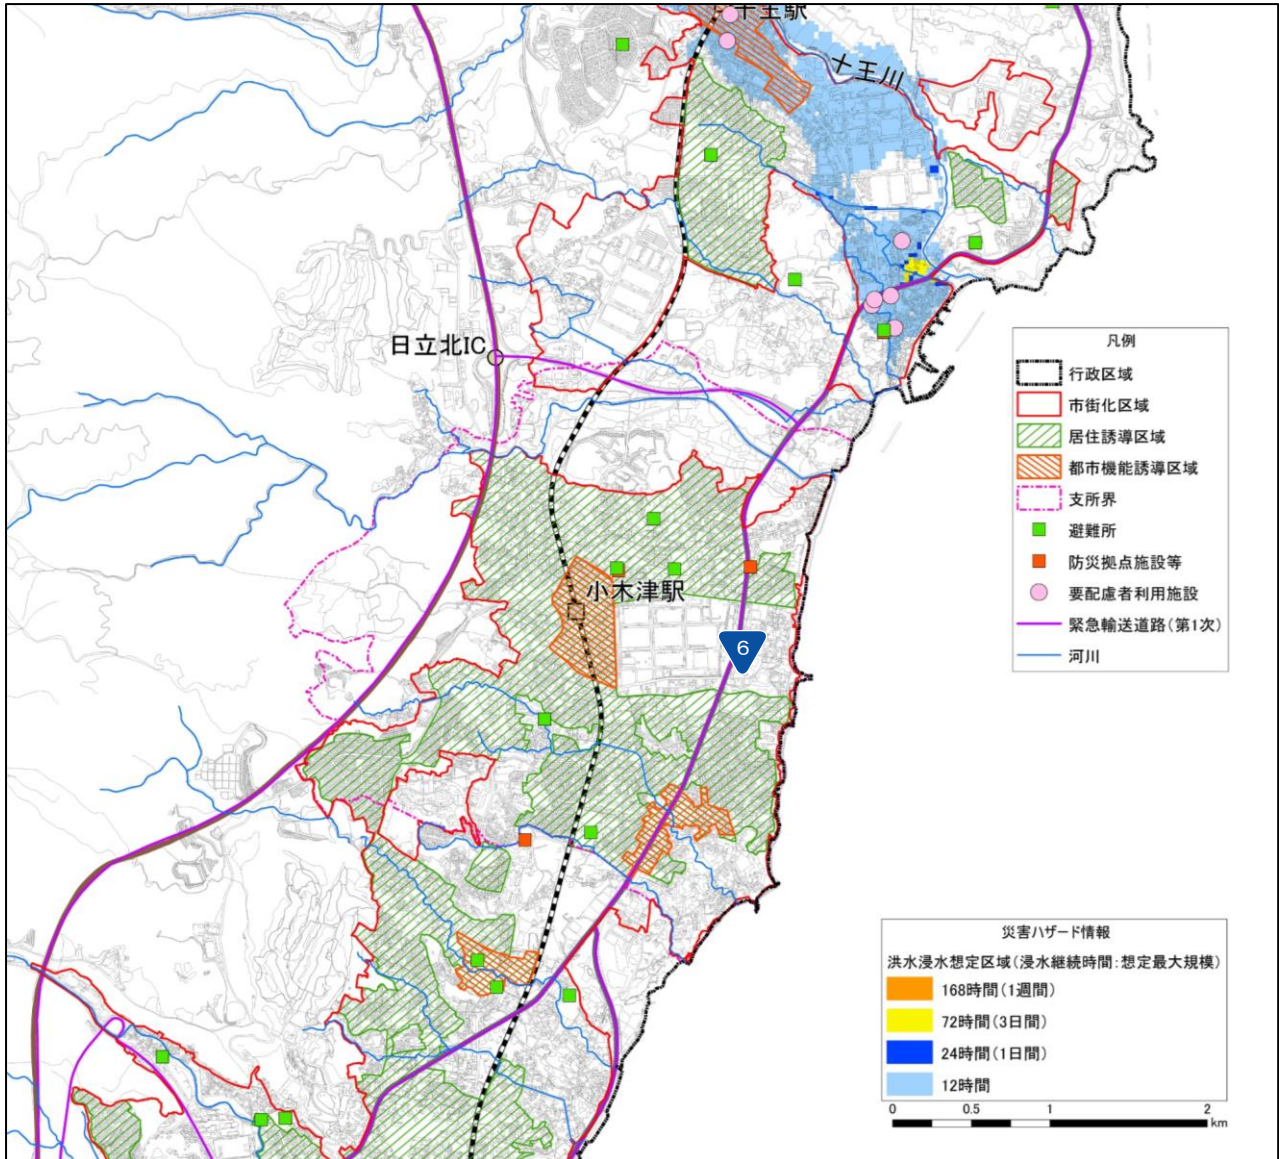 十王駅
十王川
日立北IC
小木津駅
6
凡例
行政区域
市街化区域
居住誘導区域
都市機能誘導区域
支所界
避難所
防災拠点施設等
要配慮者利用施設
緊急輸送道路(第1次)
河川
災害ハザード情報
洪水浸水想定区域(浸水継続時間:想定最大規模)
168時間(1週間)
72時間(3日間)
24時間(1日間)
12時間
0 0.5 1 2
km